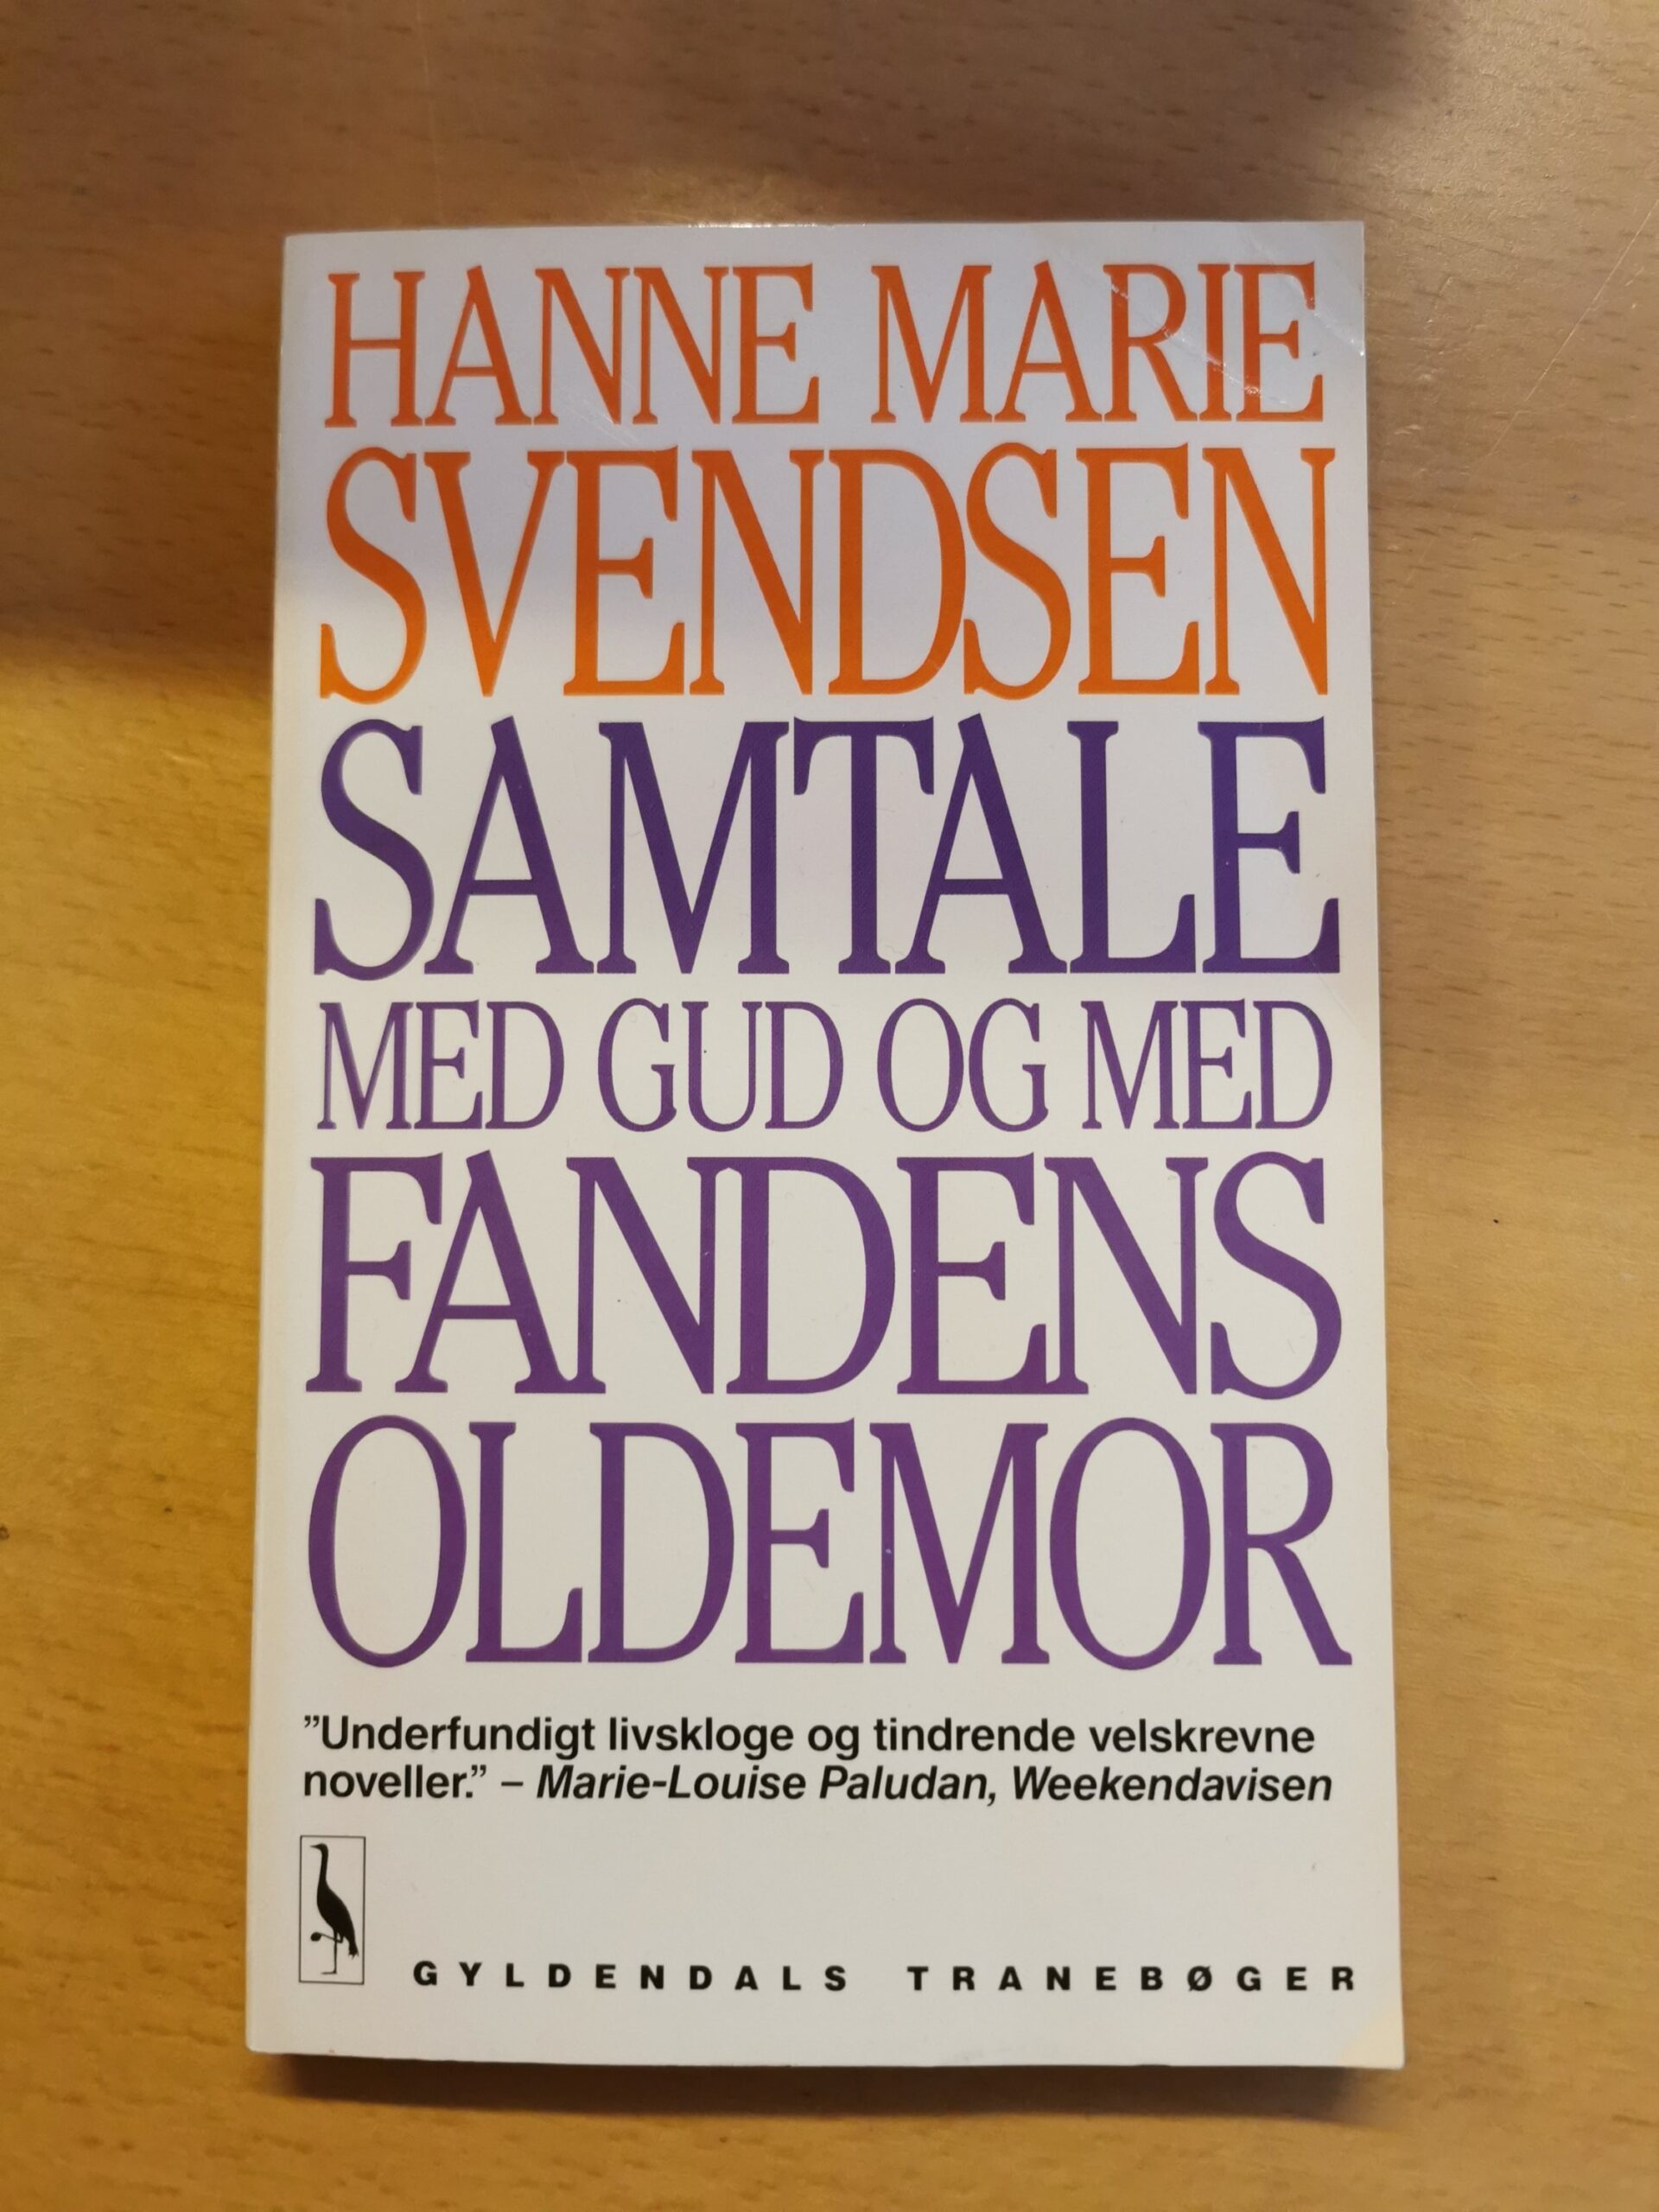 HANNE MARIE
SVENDSEN
SAMTALE
MED GUD OG MED
FANDENS
OLDEMOR
”Underfundigt livskloge og tindrende velskrevne
noveller.” – Marie-Louise Paludan, Weekendavisen
GYLDENDALS TRANEBØGER